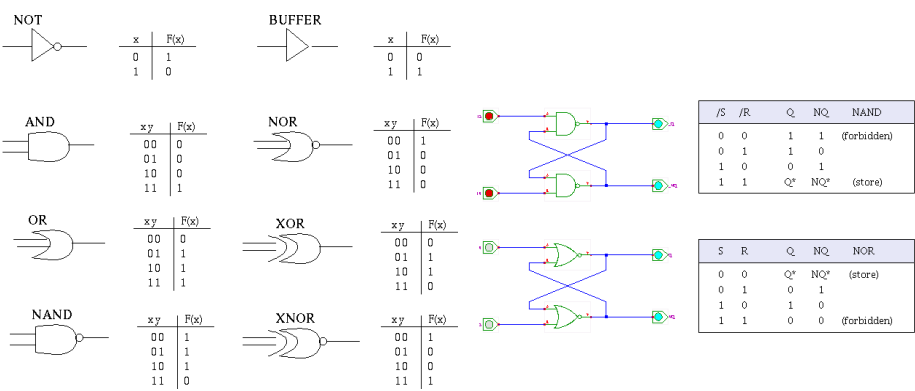 NOT
x F(x)
0 1
1 0
BUFFER
x F(x)
0 0
1 1
AND
xy F(x)
00 0
01 0
10 0
11 1
NOR
xy F(x)
00 1
01 0
10 0
11 0
OR
xy F(x)
00 0
01 1
10 1
11 1
XOR
xy F(x)
00 0
01 1
10 1
11 0
NAND
xy F(x)
00 1
01 1
10 1
11 0
XNOR
xy F(x)
00 1
01 0
10 0
11 1
/S /R Q NQ NAND
0 0 1 1 (forbidden)
0 1 1 0
1 0 0 1
1 1 Q* NQ* (store)
S R Q NQ NOR
0 0 Q* NQ* (store)
0 1 0 1
1 0 1 0
1 1 0 0 (forbidden)